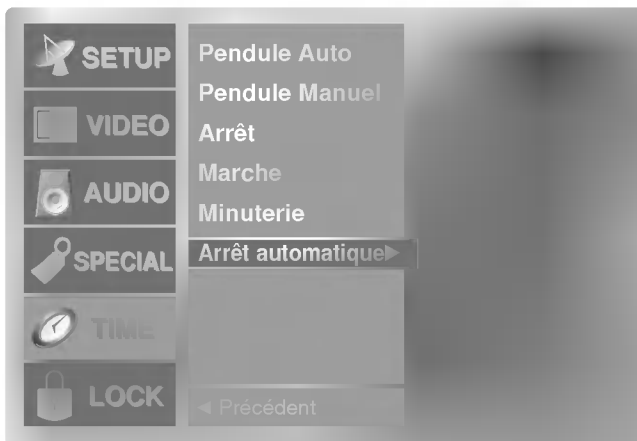 SETUP
VIDEO
AUDIO
SPECIAL
TIME
LOCK
Pendule Auto
Pendule Manuel
Arrêt
Marche
Minuterie
Arrêt automatique▶
◄ Précédent